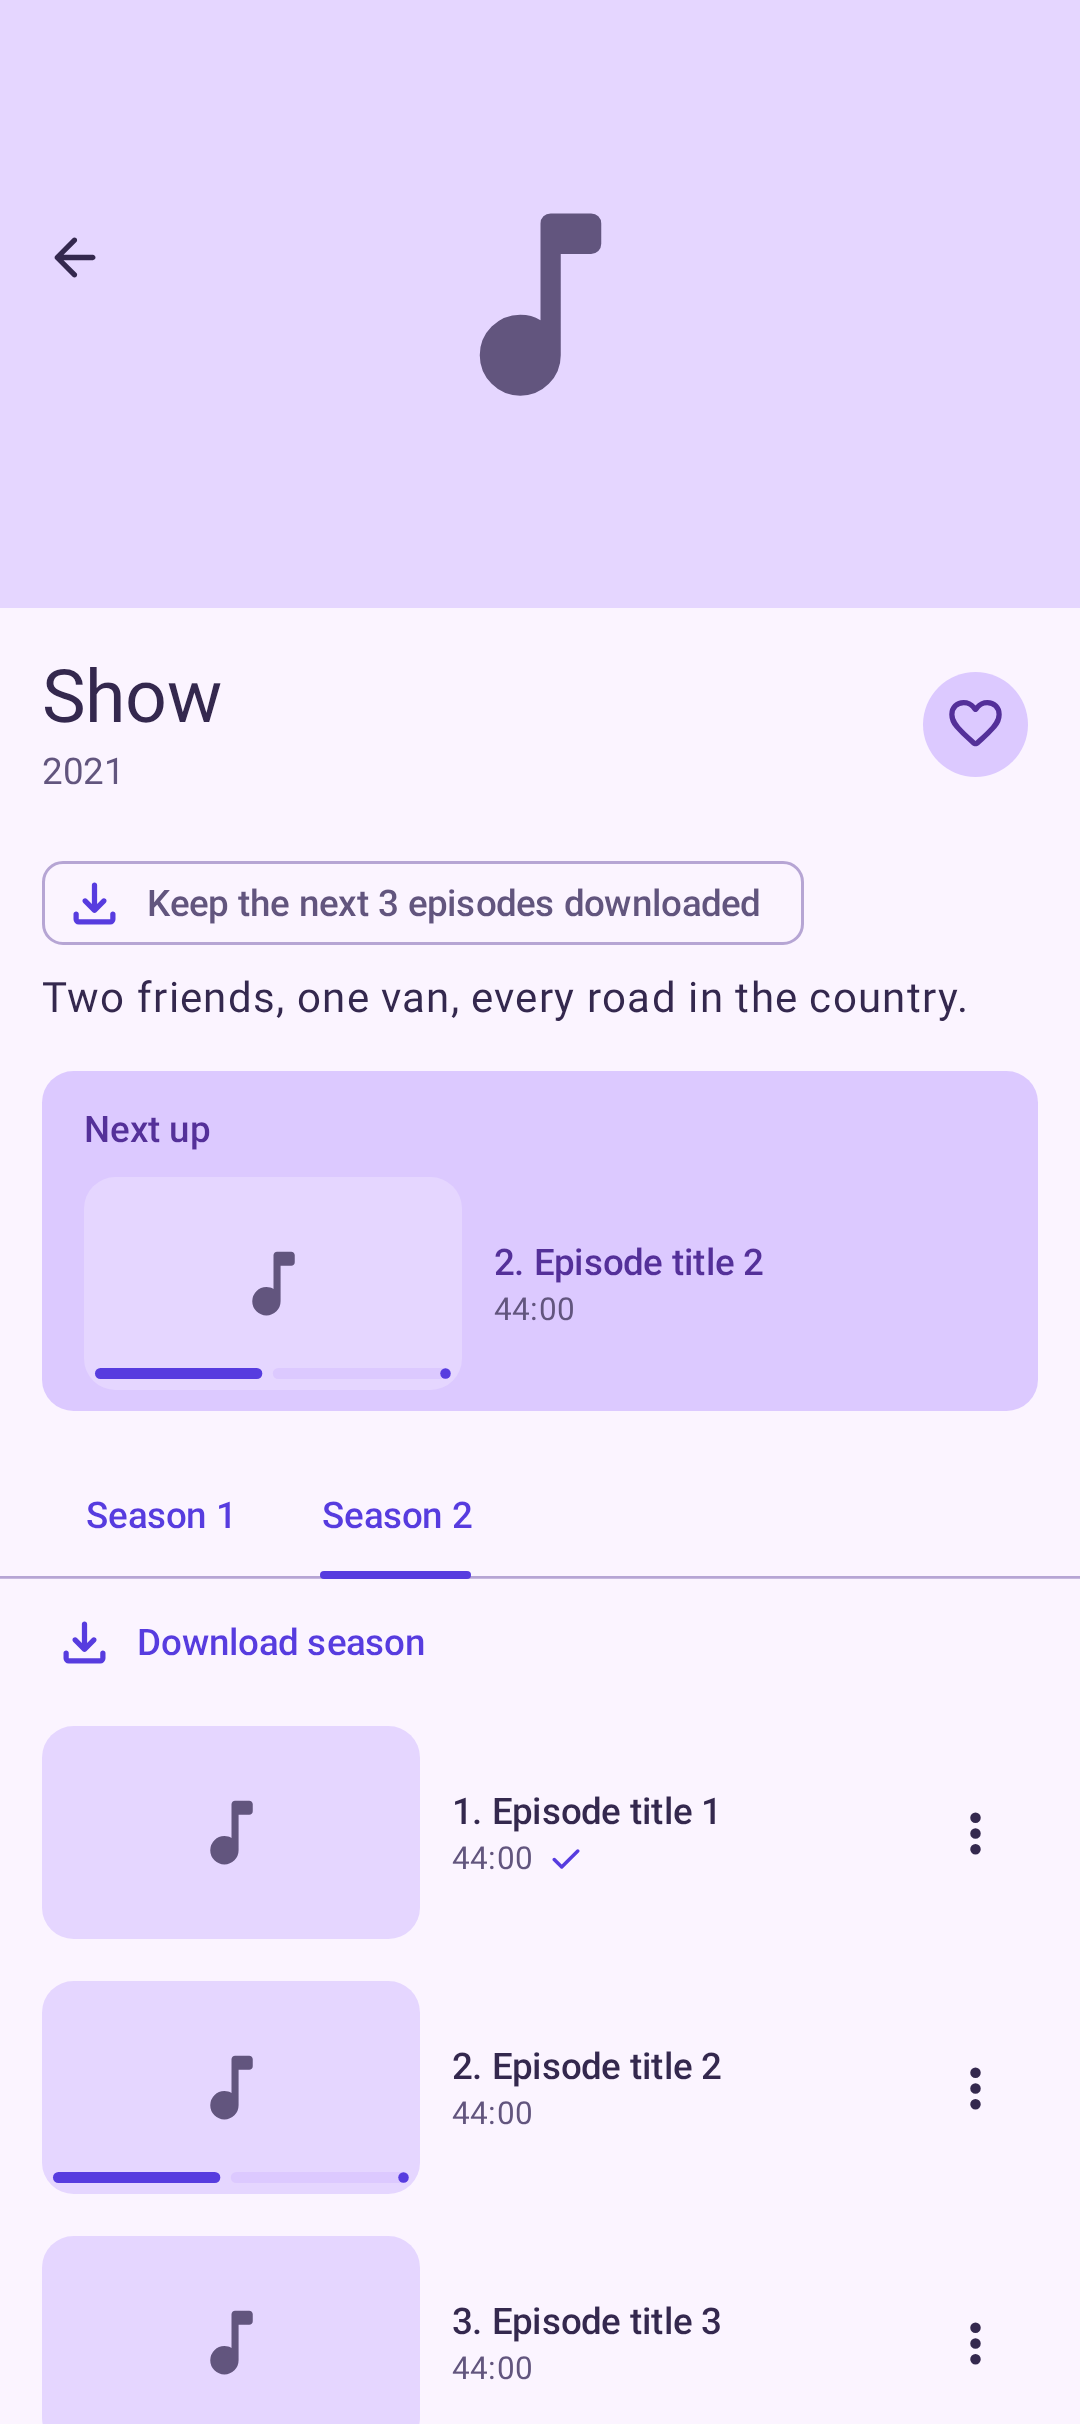 Show
2021
Keep the next 3 episodes downloaded
Two friends, one van, every road in the country.
Next up
2. Episode title 2
44:00
Season 1
Season 2
Download season
1. Episode title 1
44:00
2. Episode title 2
44:00
3. Episode title 3
44:00